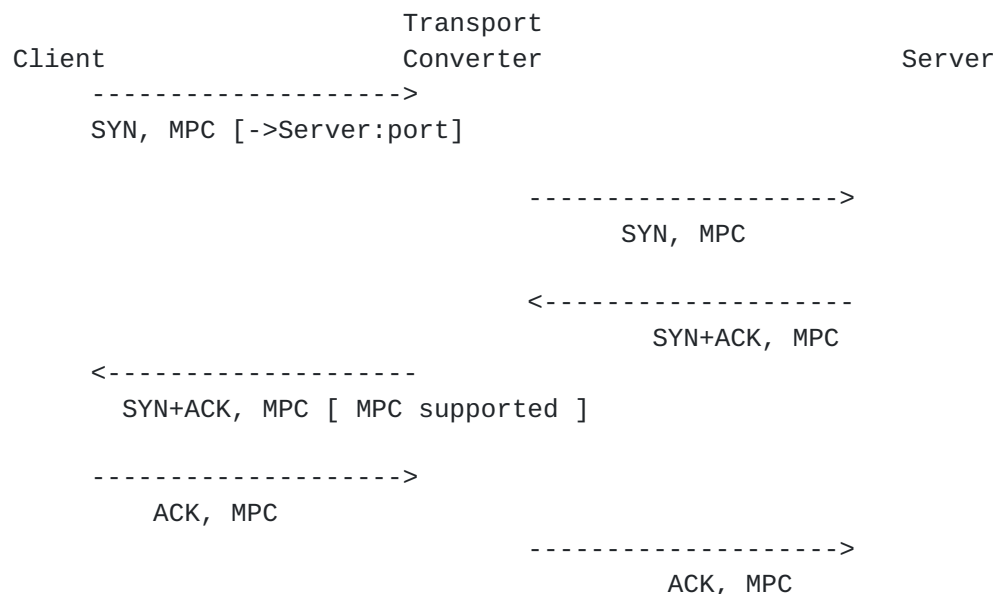 Transport
Client Converter Server
-------------------->
SYN, MPC [->Server:port]
-------------------->
SYN, MPC
<--------------------
SYN+ACK, MPC
<--------------------
SYN+ACK, MPC [ MPC supported ]
-------------------->
ACK, MPC
-------------------->
ACK, MPC